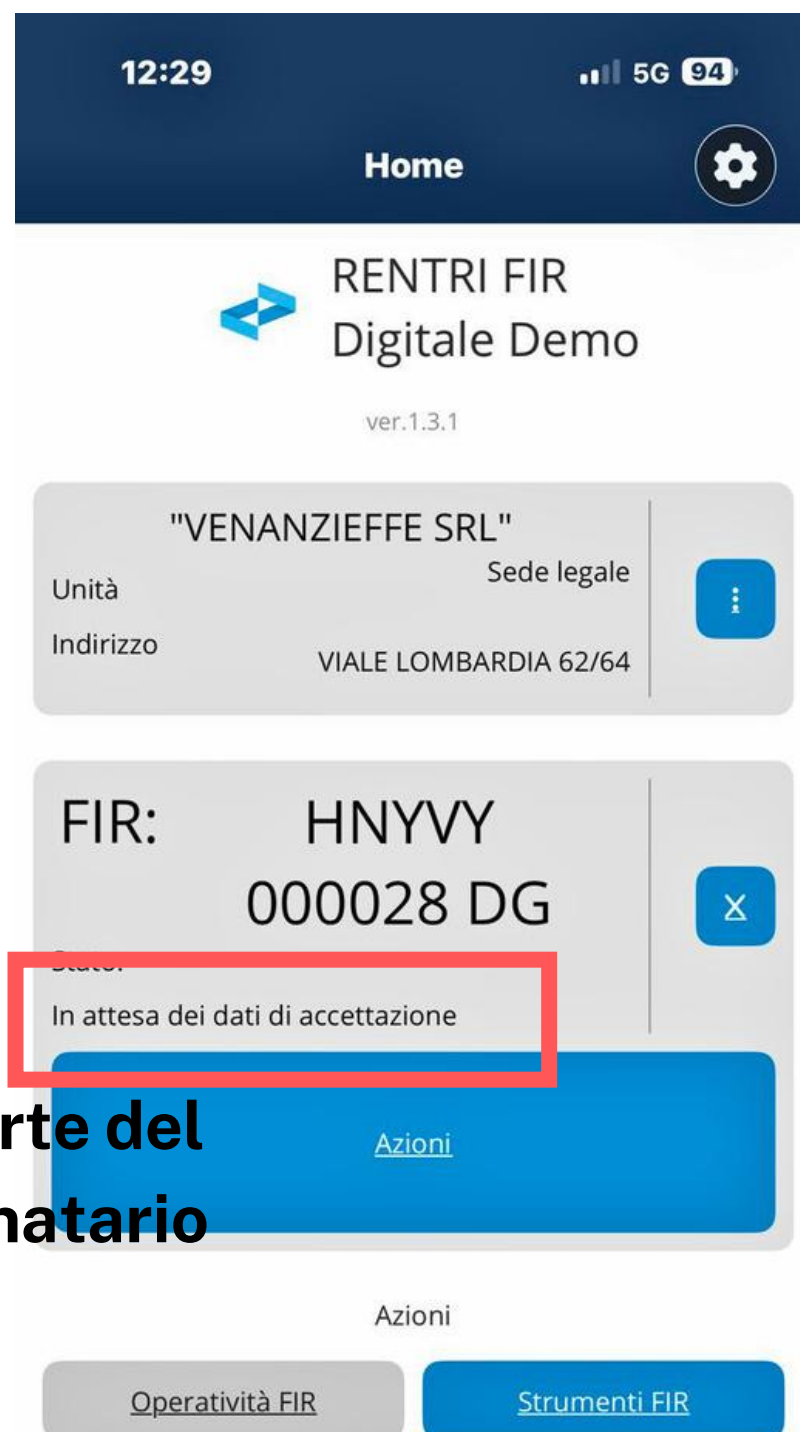 12:29
5G 94
Home
RENTRI FIR
Digitale Demo
ver.1.3.1
"VENANZIEFFE SRL"
Unità
Sede legale
Indirizzo
VIALE LOMBARDIA 62/64
FIR: HNYVY
000028 DG
Stato:
In attesa dei dati di accettazione
rte del
Azioni
natario
Azioni
Operatività FIR
Strumenti FIR